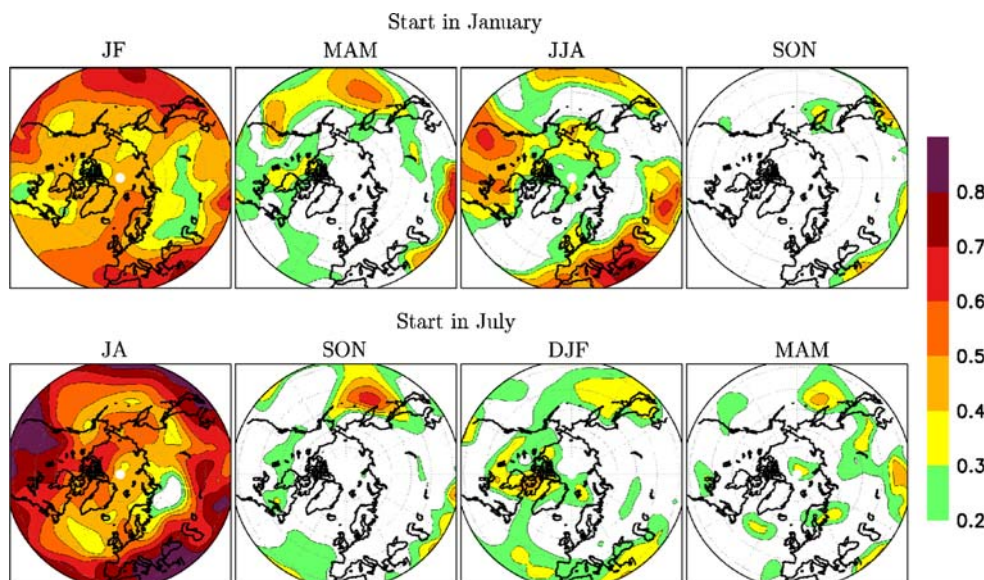 Start in January
JF MAM JJA SON
0.8
0.7
0.6
0.5
0.4
0.3
0.2
Start in July
JA SON DJF MAM